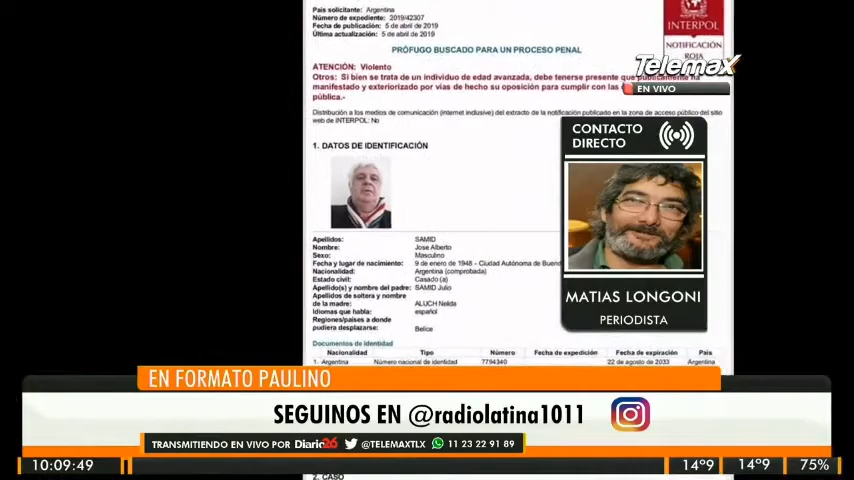 País solicitante: Argentina
Número de expediente: 2019/42307
Fecha de publicación: 5 de abril de 2019
Última actualización: 5 de abril de 2019
INTERPOL
NOTIFICACIÓN
ROJA
PRÓFUGO BUSCADO PARA UN PROCESO PENAL
ATENCIÓN: Violento
Otros: Si bien se trata de un individuo de edad avanzada, debe tenerse presente que públicamente ha
manifestado y exteriorizado por vías de hecho su oposición para cumplir con las
pública.-
Distribución a los medios de comunicación (internet inclusive) del extracto de la notificación publicado en la zona de acceso público del sitio
web de INTERPOL: No
1. DATOS DE IDENTIFICACIÓN
Apellidos: SAMID
Nombre: Jose Alberto
Sexo: Masculino
Fecha y lugar de nacimiento: 9 de enero de 1948 – Ciudad Autónoma de Buen
Nacionalidad: Argentina (comprobada)
Estado civil: Casado (a)
Apellido(s) y nombre del padre: SAMID Julio
Apellidos de soltera y nombre
de la madre: ALUCH Nelida
Idiomas que habla: español
Regiones/países a donde
pudiera desplazarse: Belice
Documentos de identidad
Nacionalidad Tipo Número Fecha de expedición Fecha de expiración País
1. Argentina Número nacional de identidad 7794340 22 de agosto de 2033 Argentina
2. CASO
Telemax
EN VIVO
CONTACTO
DIRECTO
MATIAS LONGONI
PERIODISTA
EN FORMATO PAULINO
SEGUINOS EN @radiolatina1011
TRANSMITIENDO EN VIVO POR Diario26 @TELEMAXTLX 11 23 22 91 89
10:09:49 14º9 14º9 75%